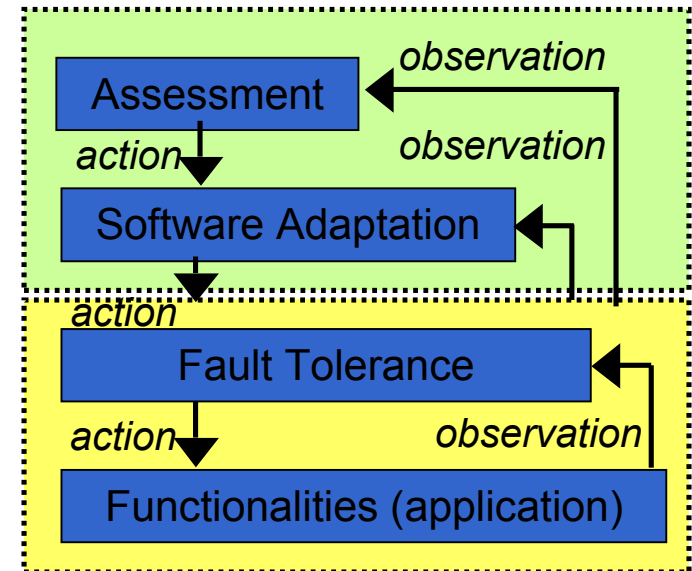 observation
Assessment
observation
action
Software Adaptation
action
Fault Tolerance
action
observation
Functionalities (application)